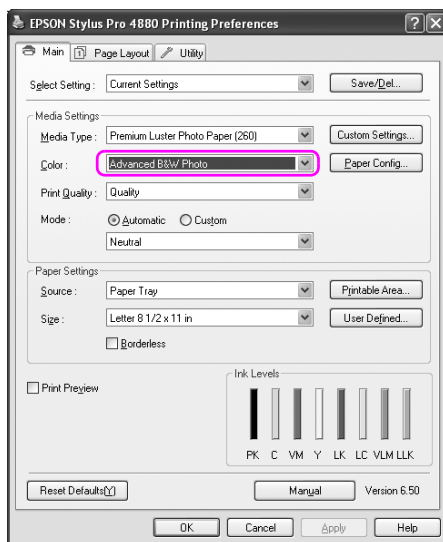 EPSON Stylus Pro 4880 Printing Preferences
Main Page Layout Utility
Select Setting : Current Settings Save/Del...
Media Settings
Media Type : Premium Luster Photo Paper (260) Custom Settings...
Color : Advanced B&W Photo Paper Config...
Print Quality : Quality
Mode : Automatic Custom
Neutral
Paper Settings
Source : Paper Tray Printable Area...
Size : Letter 8 1/2 x 11 in User Defined...
Borderless
Print Preview
Ink Levels
PK C VM Y LK LC VLM LLK
Reset Defaults(Y) Manual Version 6.50
OK Cancel Apply Help